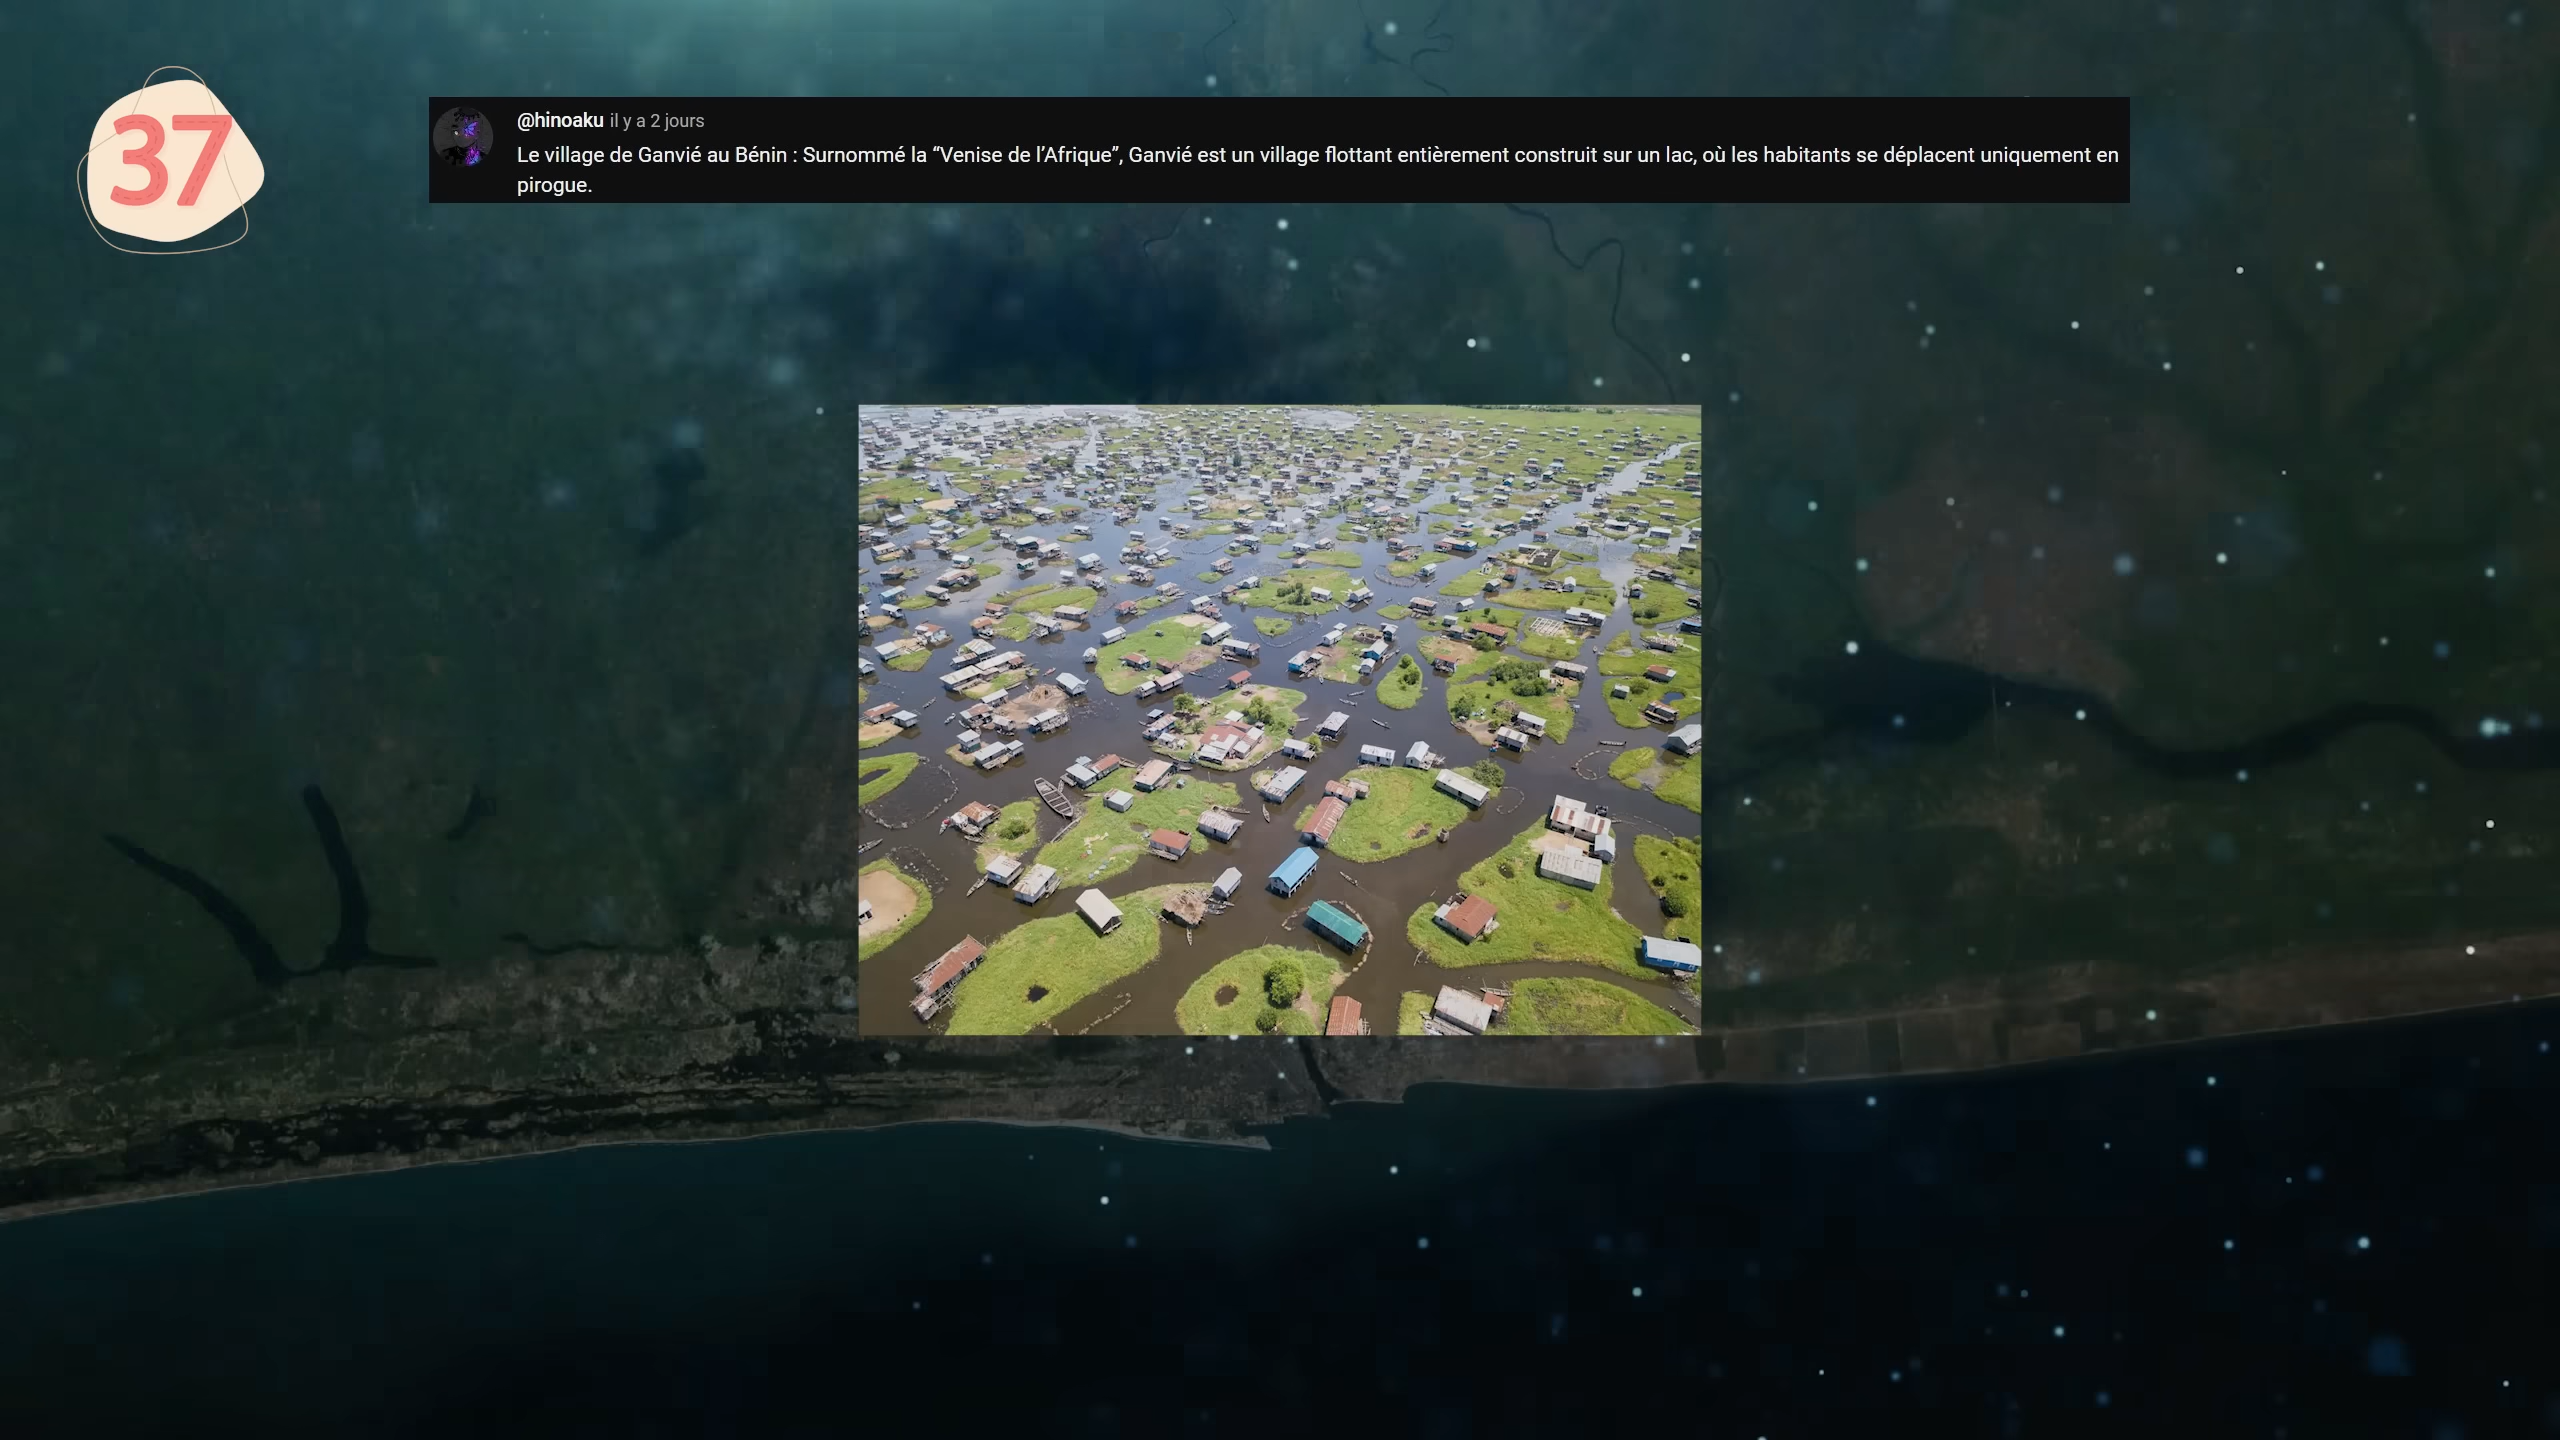 37
@hinoaku il y a 2 jours
Le village de Ganvié au Bénin : Surnommé la “Venise de l’Afrique”, Ganvié est un village flottant entièrement construit sur un lac, où les habitants se déplacent uniquement en
pirogue.